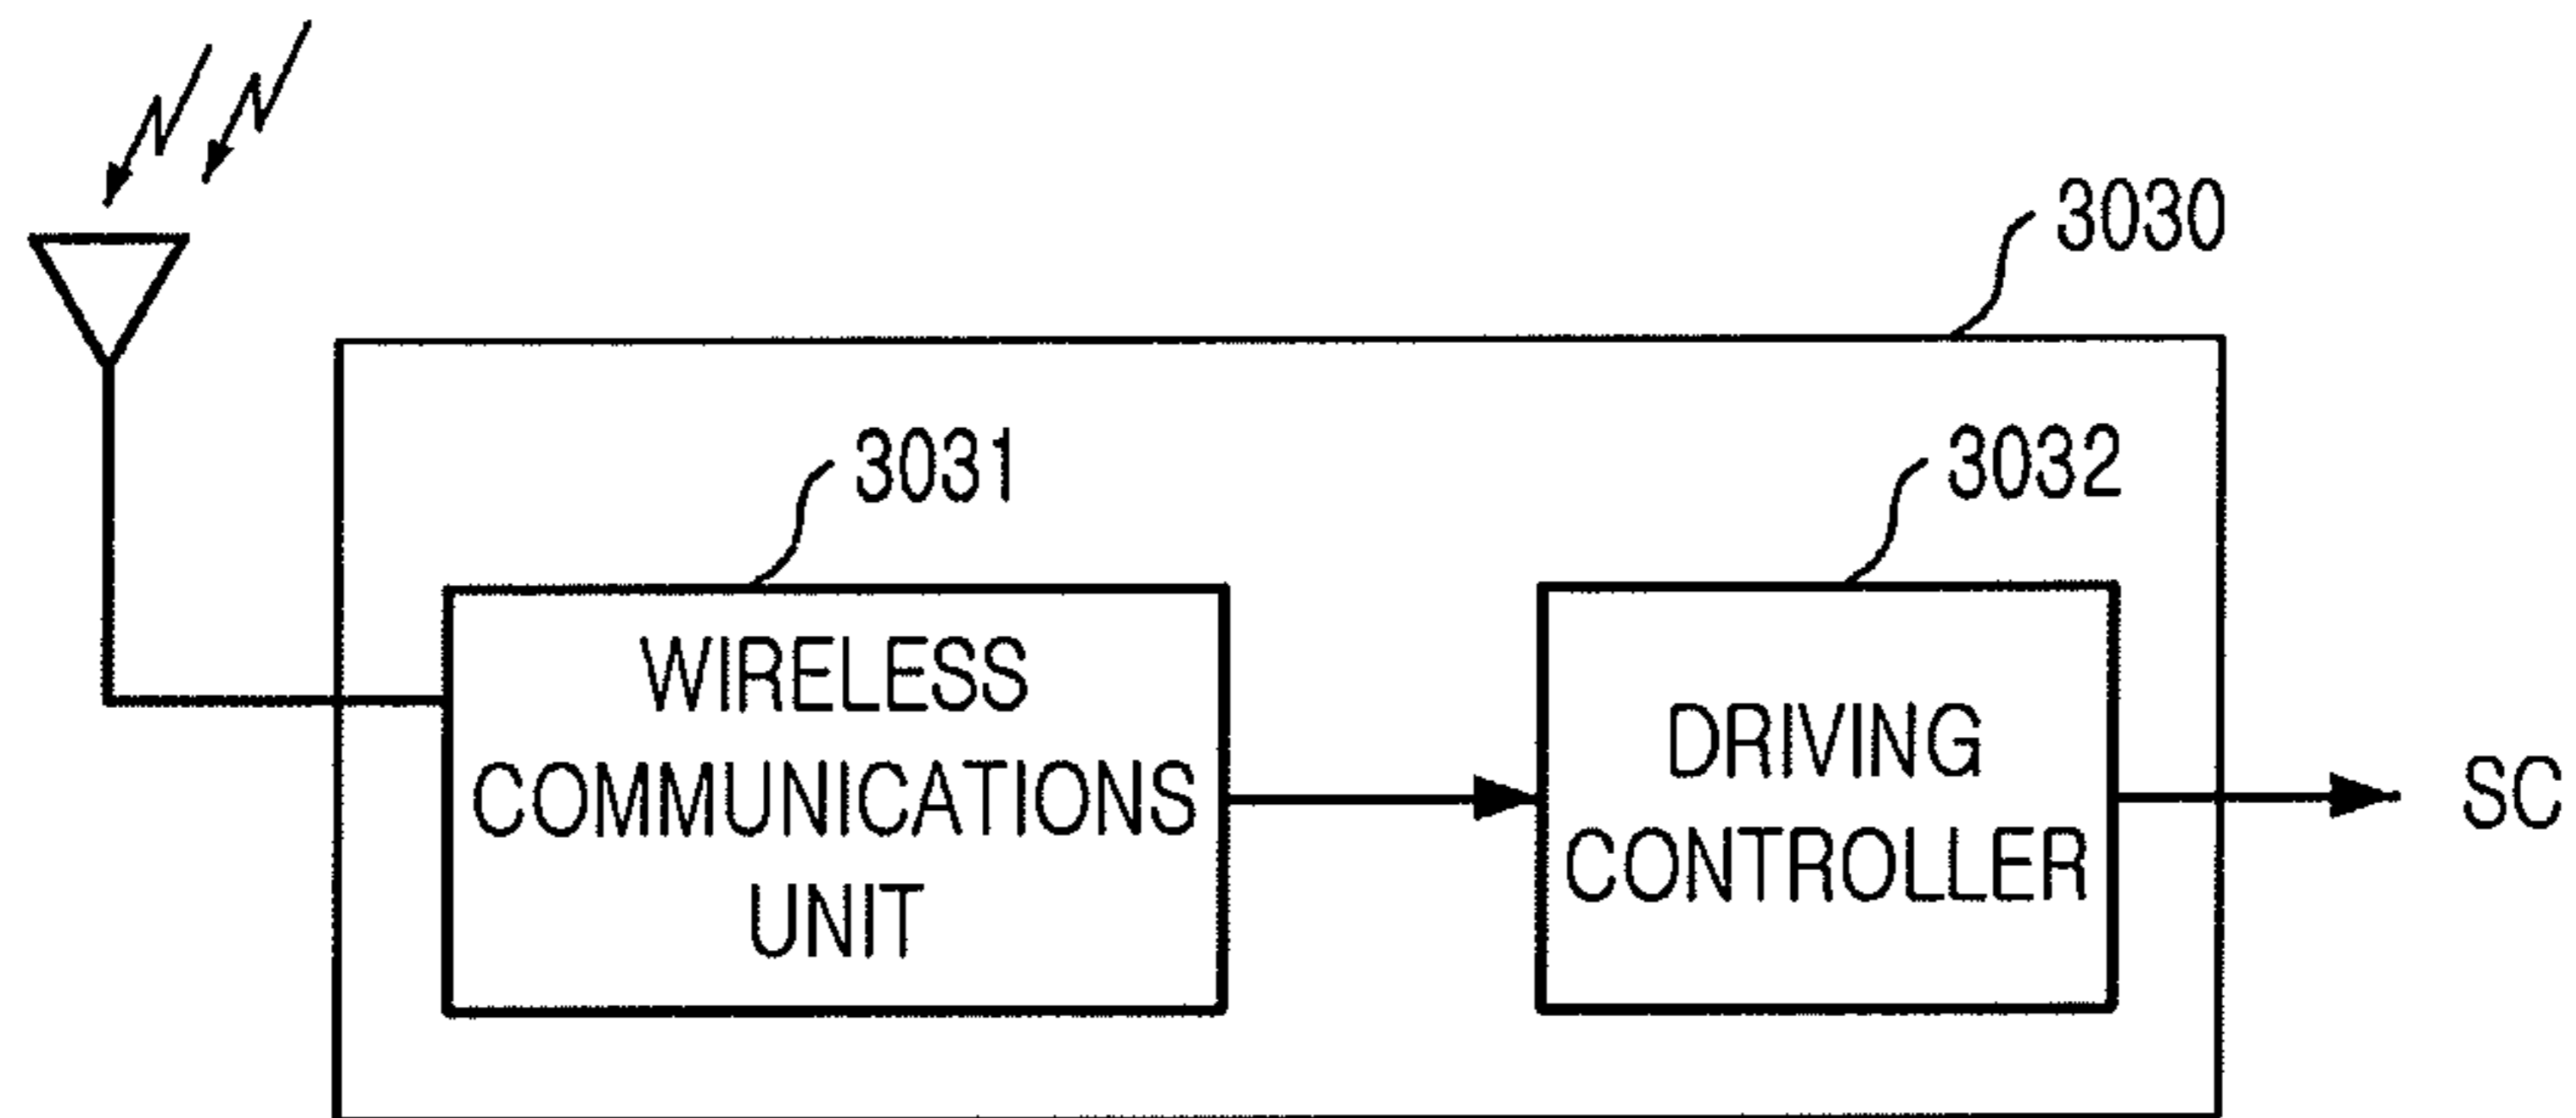 3030
3031
3032
WIRELESS
COMMUNICATIONS
UNIT
DRIVING
CONTROLLER
SC